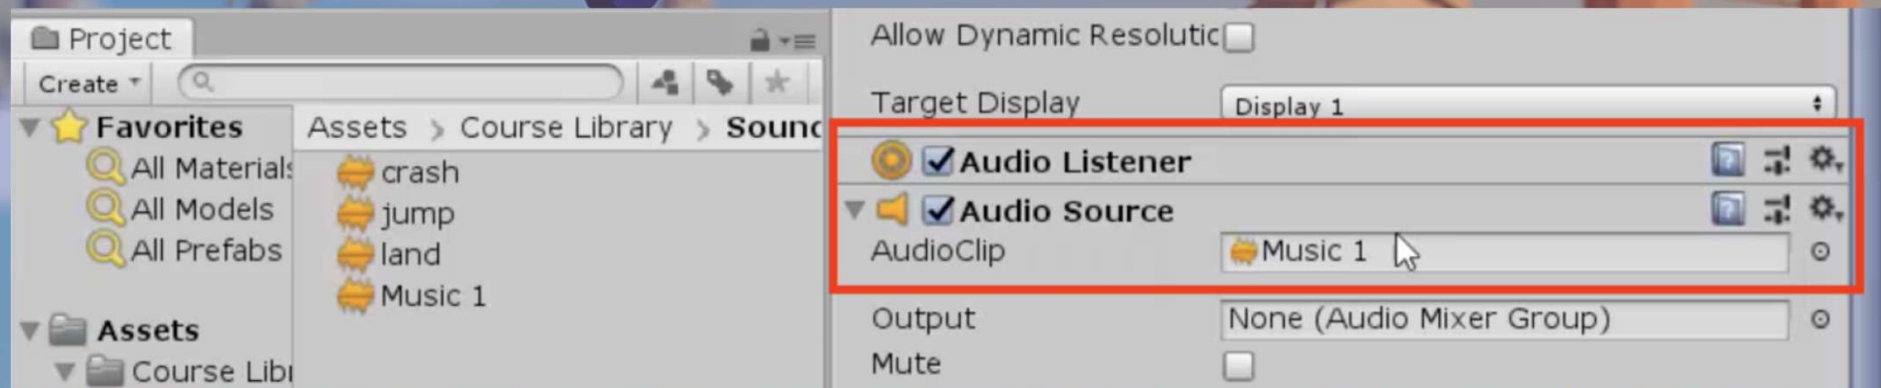 Project
Create
Favorites
All Materials
All Models
All Prefabs
Assets
Course Libr
Assets > Course Library > Sound
crash
jump
land
Music 1
Allow Dynamic Resolutic
Target Display
Display 1
Audio Listener
Audio Source
AudioClip
Music 1
Output
None (Audio Mixer Group)
Mute